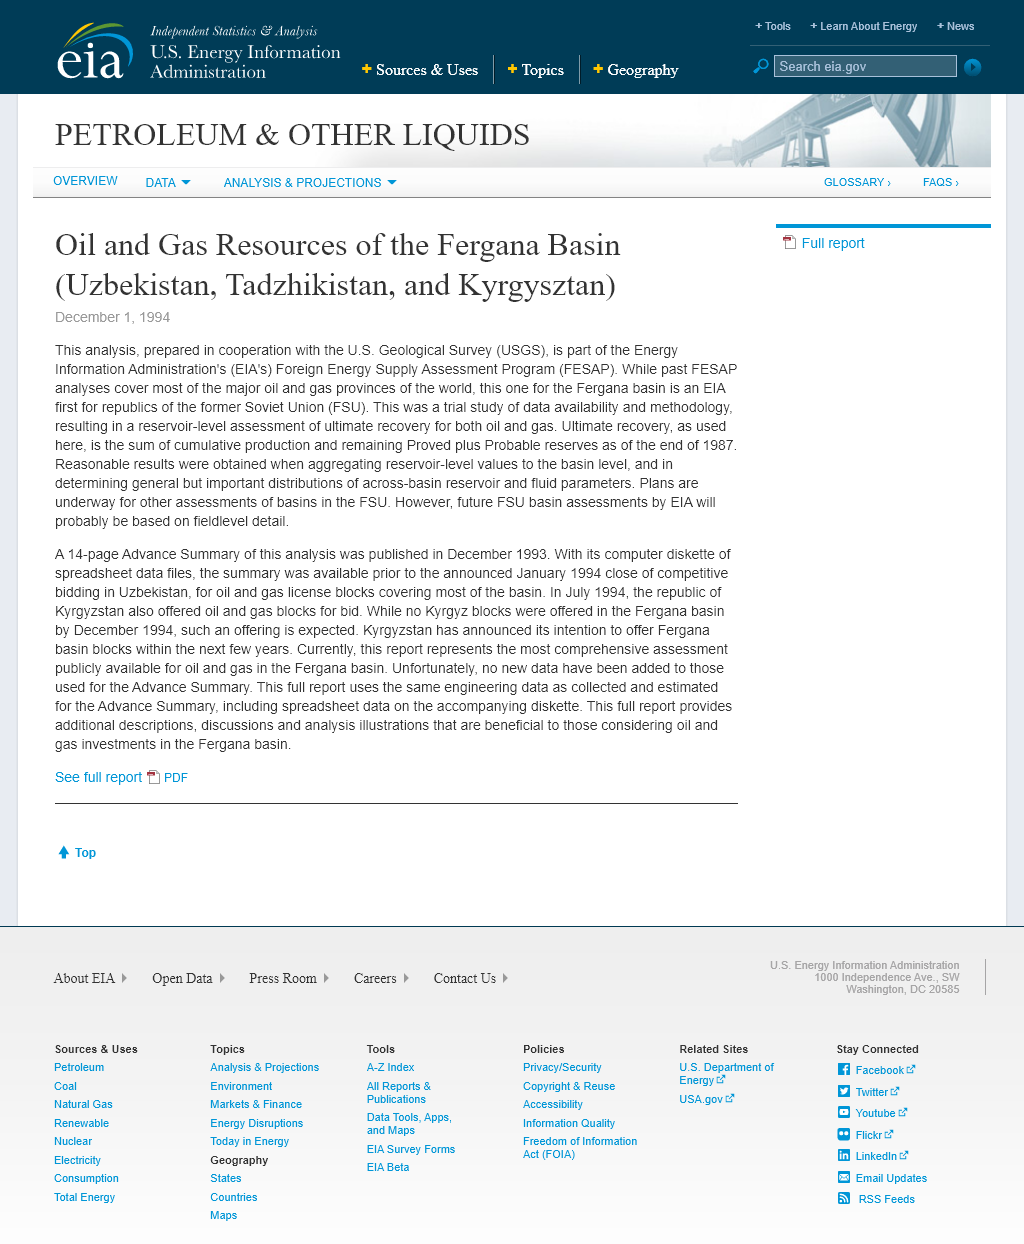 + Tools + Learn About Energy + News
Independent Statistics & Analysis
U.S. Energy Information
Administration
eia
+ Sources & Uses + Topics + Geography
Search eia.gov
PETROLEUM & OTHER LIQUIDS
OVERVIEW DATA ANALYSIS & PROJECTIONS GLOSSARY › FAQS ›
Oil and Gas Resources of the Fergana Basin
(Uzbekistan, Tadzhikistan, and Kyrgysztan)
December 1, 1994
Full report
This analysis, prepared in cooperation with the U.S. Geological Survey (USGS), is part of the Energy
Information Administration's (EIA's) Foreign Energy Supply Assessment Program (FESAP). While past FESAP
analyses cover most of the major oil and gas provinces of the world, this one for the Fergana basin is an EIA
first for republics of the former Soviet Union (FSU). This was a trial study of data availability and methodology,
resulting in a reservoir-level assessment of ultimate recovery for both oil and gas. Ultimate recovery, as used
here, is the sum of cumulative production and remaining Proved plus Probable reserves as of the end of 1987.
Reasonable results were obtained when aggregating reservoir-level values to the basin level, and in
determining general but important distributions of across-basin reservoir and fluid parameters. Plans are
underway for other assessments of basins in the FSU. However, future FSU basin assessments by EIA will
probably be based on fieldlevel detail.
A 14-page Advance Summary of this analysis was published in December 1993. With its computer diskette of
spreadsheet data files, the summary was available prior to the announced January 1994 close of competitive
bidding in Uzbekistan, for oil and gas license blocks covering most of the basin. In July 1994, the republic of
Kyrgyzstan also offered oil and gas blocks for bid. While no Kyrgyz blocks were offered in the Fergana basin
by December 1994, such an offering is expected. Kyrgyzstan has announced its intention to offer Fergana
basin blocks within the next few years. Currently, this report represents the most comprehensive assessment
publicly available for oil and gas in the Fergana basin. Unfortunately, no new data have been added to those
used for the Advance Summary. This full report uses the same engineering data as collected and estimated
for the Advance Summary, including spreadsheet data on the accompanying diskette. This full report provides
additional descriptions, discussions and analysis illustrations that are beneficial to those considering oil and
gas investments in the Fergana basin.
See full report PDF
Top
About EIA Open Data Press Room Careers Contact Us
U.S. Energy Information Administration
1000 Independence Ave., SW
Washington, DC 20585
Sources & Uses
Petroleum
Coal
Natural Gas
Renewable
Nuclear
Electricity
Consumption
Total Energy
Topics
Analysis & Projections
Environment
Markets & Finance
Energy Disruptions
Today in Energy
Geography
States
Countries
Maps
Tools
A-Z Index
All Reports &
Publications
Data Tools, Apps,
and Maps
EIA Survey Forms
EIA Beta
Policies
Privacy/Security
Copyright & Reuse
Accessibility
Information Quality
Freedom of Information
Act (FOIA)
Related Sites
U.S. Department of
Energy
USA.gov
Stay Connected
Facebook
Twitter
Youtube
Flickr
LinkedIn
Email Updates
RSS Feeds